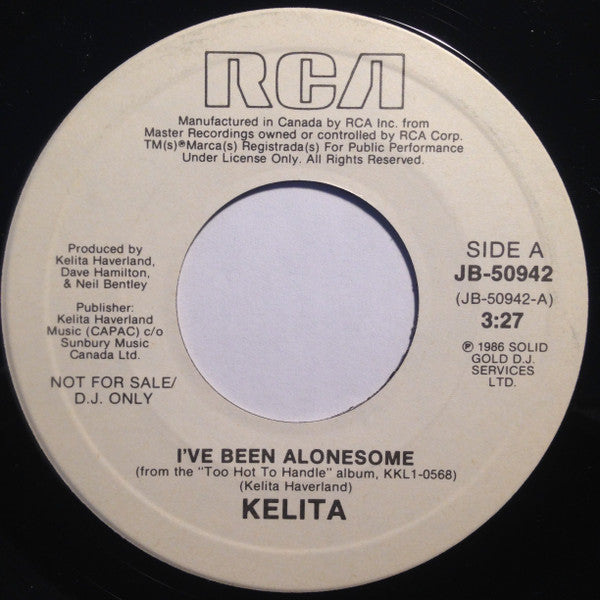 RCA
Manufactured in Canada by RCA Inc. from
Master Recordings owned or controlled by RCA Corp.
TM(s)®Marca(s) Registrada(s) For Public Performance
Under License Only. All Rights Reserved.
Produced by
Kelita Haverland,
Dave Hamilton,
& Neil Bentley
Publisher:
Kelita Haverland
Music (CAPAC) c/o
Sunbury Music
Canada Ltd.
NOT FOR SALE/
D.J. ONLY
SIDE A
JB-50942
(JB-50942-A)
3:27
℗ 1986 SOLID
GOLD D.J.
SERVICES
LTD.
I'VE BEEN ALONESOME
(from the "Too Hot To Handle" album, KKL1-0568)
(Kelita Haverland)
KELITA